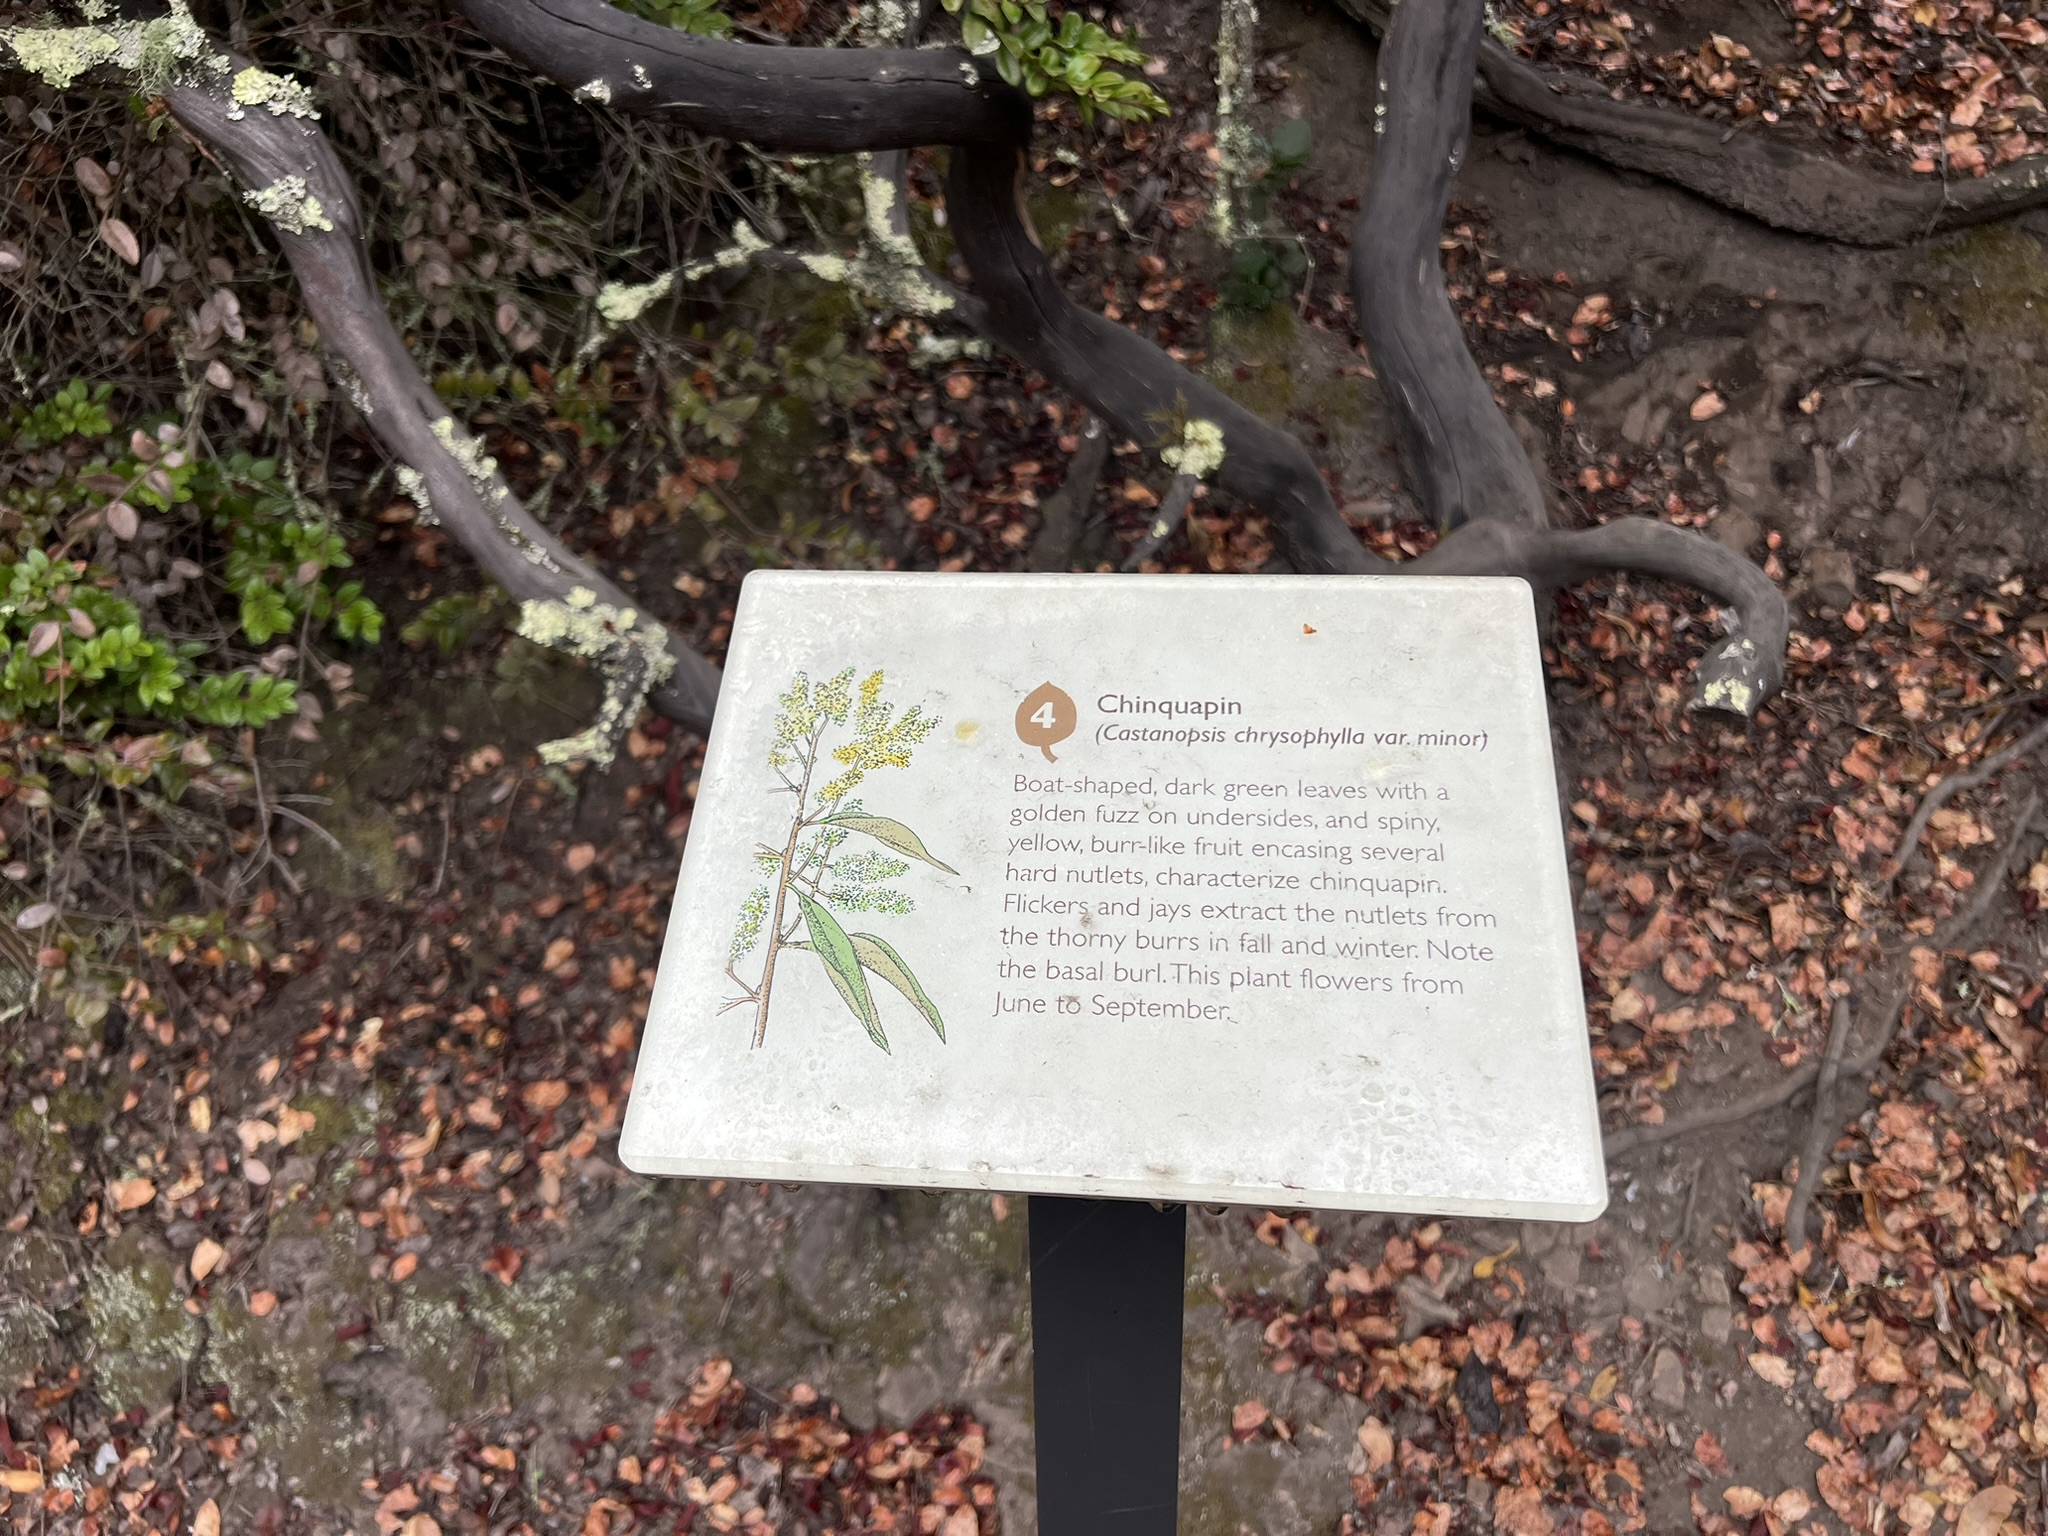 4
Chinquapin
(Castanopsis chrysophylla var. minor)
Boat-shaped, dark green leaves with a
golden fuzz on undersides, and spiny,
yellow, burr-like fruit encasing several
hard nutlets, characterize chinquapin.
Flickers and jays extract the nutlets from
the thorny burrs in fall and winter. Note
the basal burl. This plant flowers from
June to September.